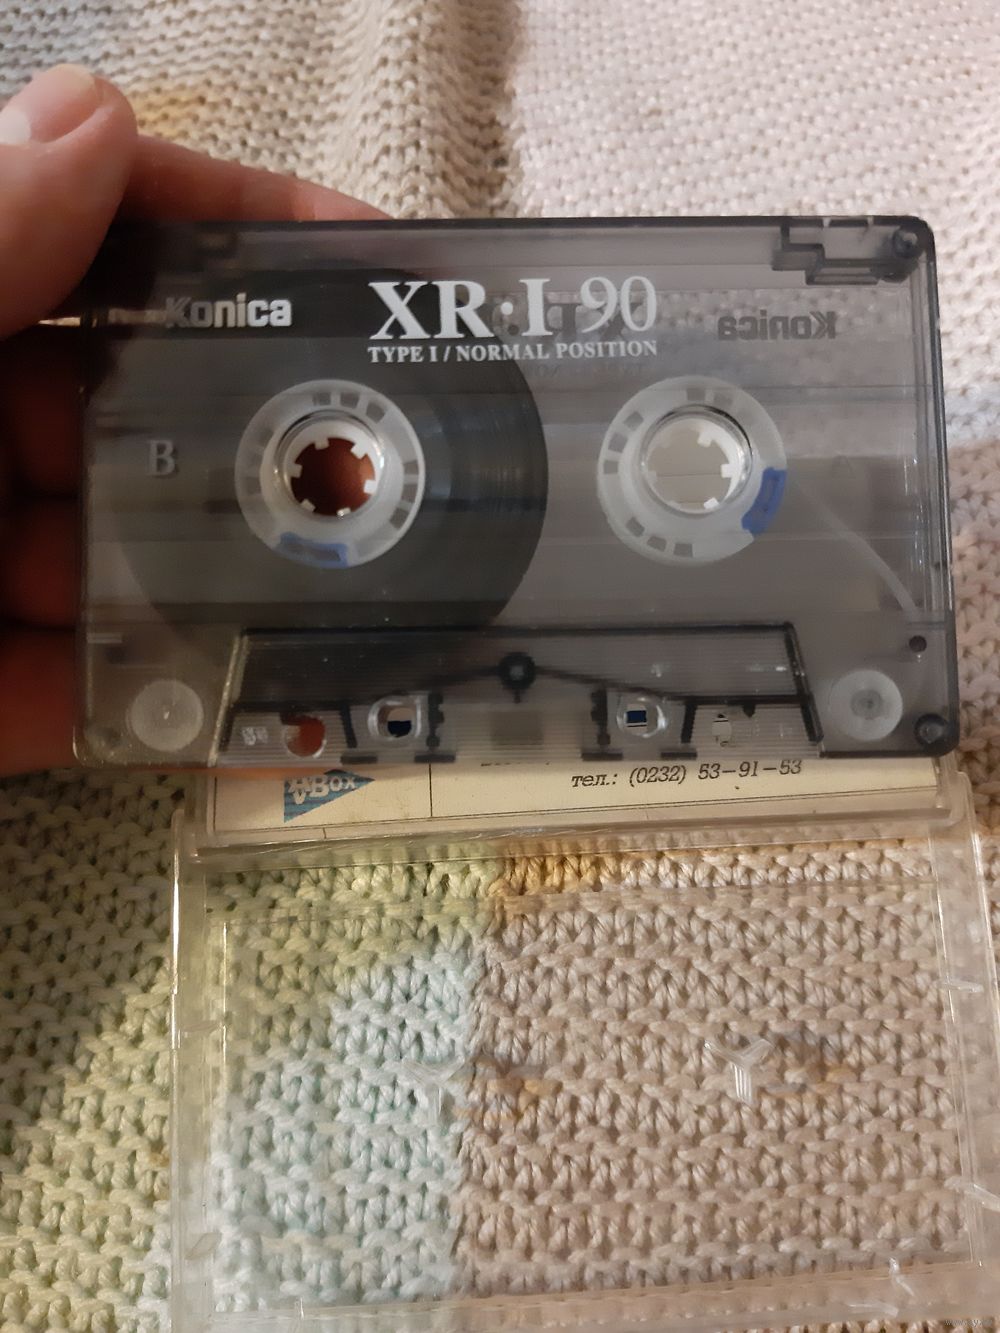 Konica XR·I 90
TYPE I / NORMAL POSITION
Konica
B
Box
тел.: (0232) 53-91-53